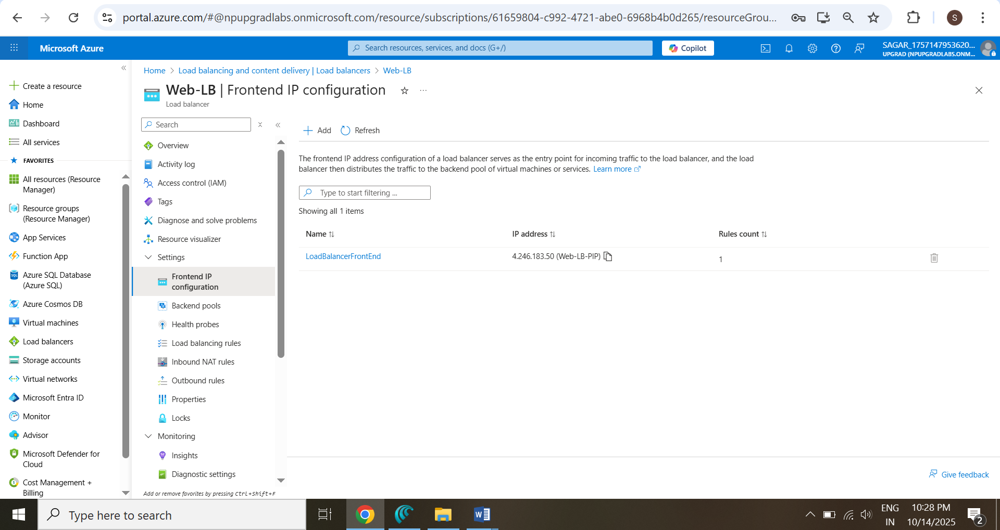 portal.azure.com/#@npupgradlabs.onmicrosoft.com/resource/subscriptions/61659804-c992-4721-abe0-6968b4b0d265/resourceGrou...
S
Microsoft Azure
Search resources, services, and docs (G+/)
Copilot
SAGAR_1757147953620...
UPGRAD (NPUPGRADLABS.ONM...
Create a resource
Home
Dashboard
All services
FAVORITES
All resources (Resource
Manager)
Resource groups
(Resource Manager)
App Services
Function App
Azure SQL Database
(Azure SQL)
Azure Cosmos DB
Virtual machines
Load balancers
Storage accounts
Virtual networks
Microsoft Entra ID
Monitor
Advisor
Microsoft Defender for
Cloud
Cost Management +
Billing
Home > Load balancing and content delivery | Load balancers > Web-LB
Web-LB | Frontend IP configuration
Load balancer
Search
Overview
Activity log
Access control (IAM)
Tags
Diagnose and solve problems
Resource visualizer
Settings
Frontend IP
configuration
Backend pools
Health probes
Load balancing rules
Inbound NAT rules
Outbound rules
Properties
Locks
Monitoring
Insights
Diagnostic settings
Add or remove favorites by pressing Ctrl+Shift+F
Add
Refresh
The frontend IP address configuration of a load balancer serves as the entry point for incoming traffic to the load balancer, and the load
balancer then distributes the traffic to the backend pool of virtual machines or services. Learn more
Type to start filtering ...
Showing all 1 items
Name IP address Rules count
LoadBalancerFrontEnd 4.246.183.50 (Web-LB-PIP) 1
Give feedback
Type here to search
ENG
IN
10:28 PM
10/14/2025
2